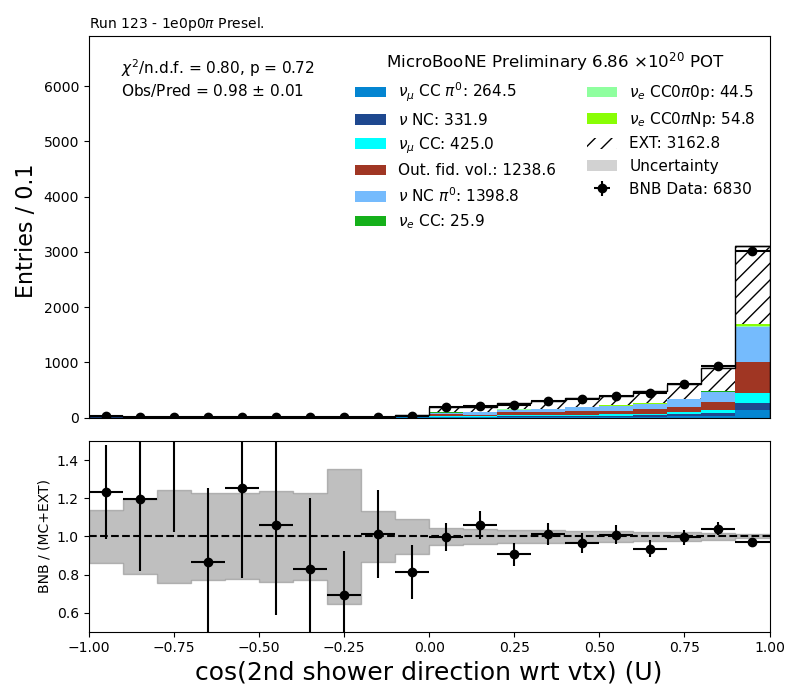 Run 123 - 1e0p0π Presel.
χ²/n.d.f. = 0.80, p = 0.72
Obs/Pred = 0.98 ± 0.01
MicroBooNE Preliminary 6.86 ×10²⁰ POT
ν_μ CC π⁰: 264.5
ν NC: 331.9
ν_μ CC: 425.0
Out. fid. vol.: 1238.6
ν NC π⁰: 1398.8
ν_e CC: 25.9
ν_e CC0π0p: 44.5
ν_e CC0πNp: 54.8
EXT: 3162.8
Uncertainty
BNB Data: 6830
Entries / 0.1
6000
5000
4000
3000
2000
1000
0
BNB / (MC+EXT)
1.4
1.2
1.0
0.8
0.6
−1.00 −0.75 −0.50 −0.25 0.00 0.25 0.50 0.75 1.00
cos(2nd shower direction wrt vtx) (U)